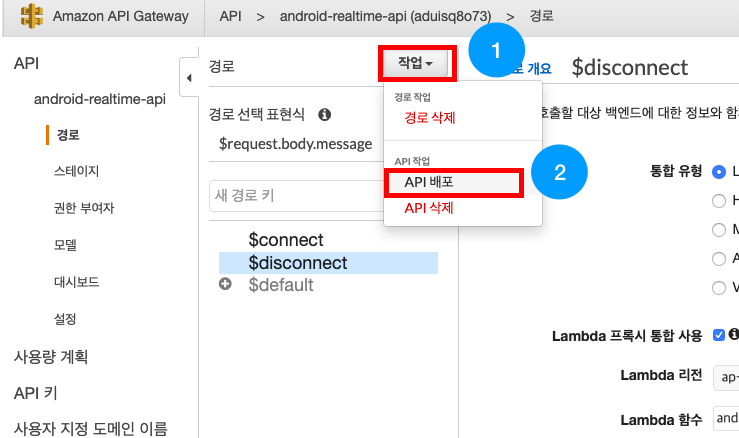 Amazon API Gateway
API > android-realtime-api (aduisq8o73) > 경로
API
android-realtime-api
경로
스테이지
권한 부여자
모델
대시보드
설정
사용량 계획
API 키
사용자 지정 도메인 이름
경로
작업
1
경로 선택 표현식
$request.body.message
새 경로 키
$connect
$disconnect
$default
경로 작업
경로 삭제
API 작업
API 배포
2
API 삭제
개요 $disconnect
호출할 대상 백엔드에 대한 정보와 함
통합 유형
Lambda 프록시 통합 사용
Lambda 리전 ap-
Lambda 함수 and